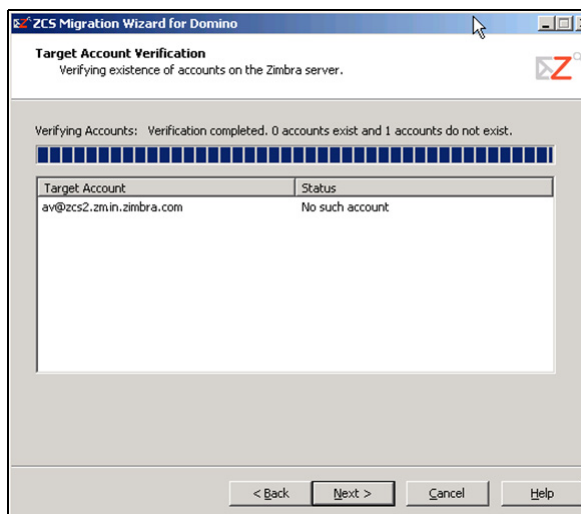 ZCS Migration Wizard for Domino
Target Account Verification
Verifying existence of accounts on the Zimbra server.
Verifying Accounts: Verification completed. 0 accounts exist and 1 accounts do not exist.
Target Account Status
av@zcs2.zmin.zimbra.com No such account
< Back Next > Cancel Help